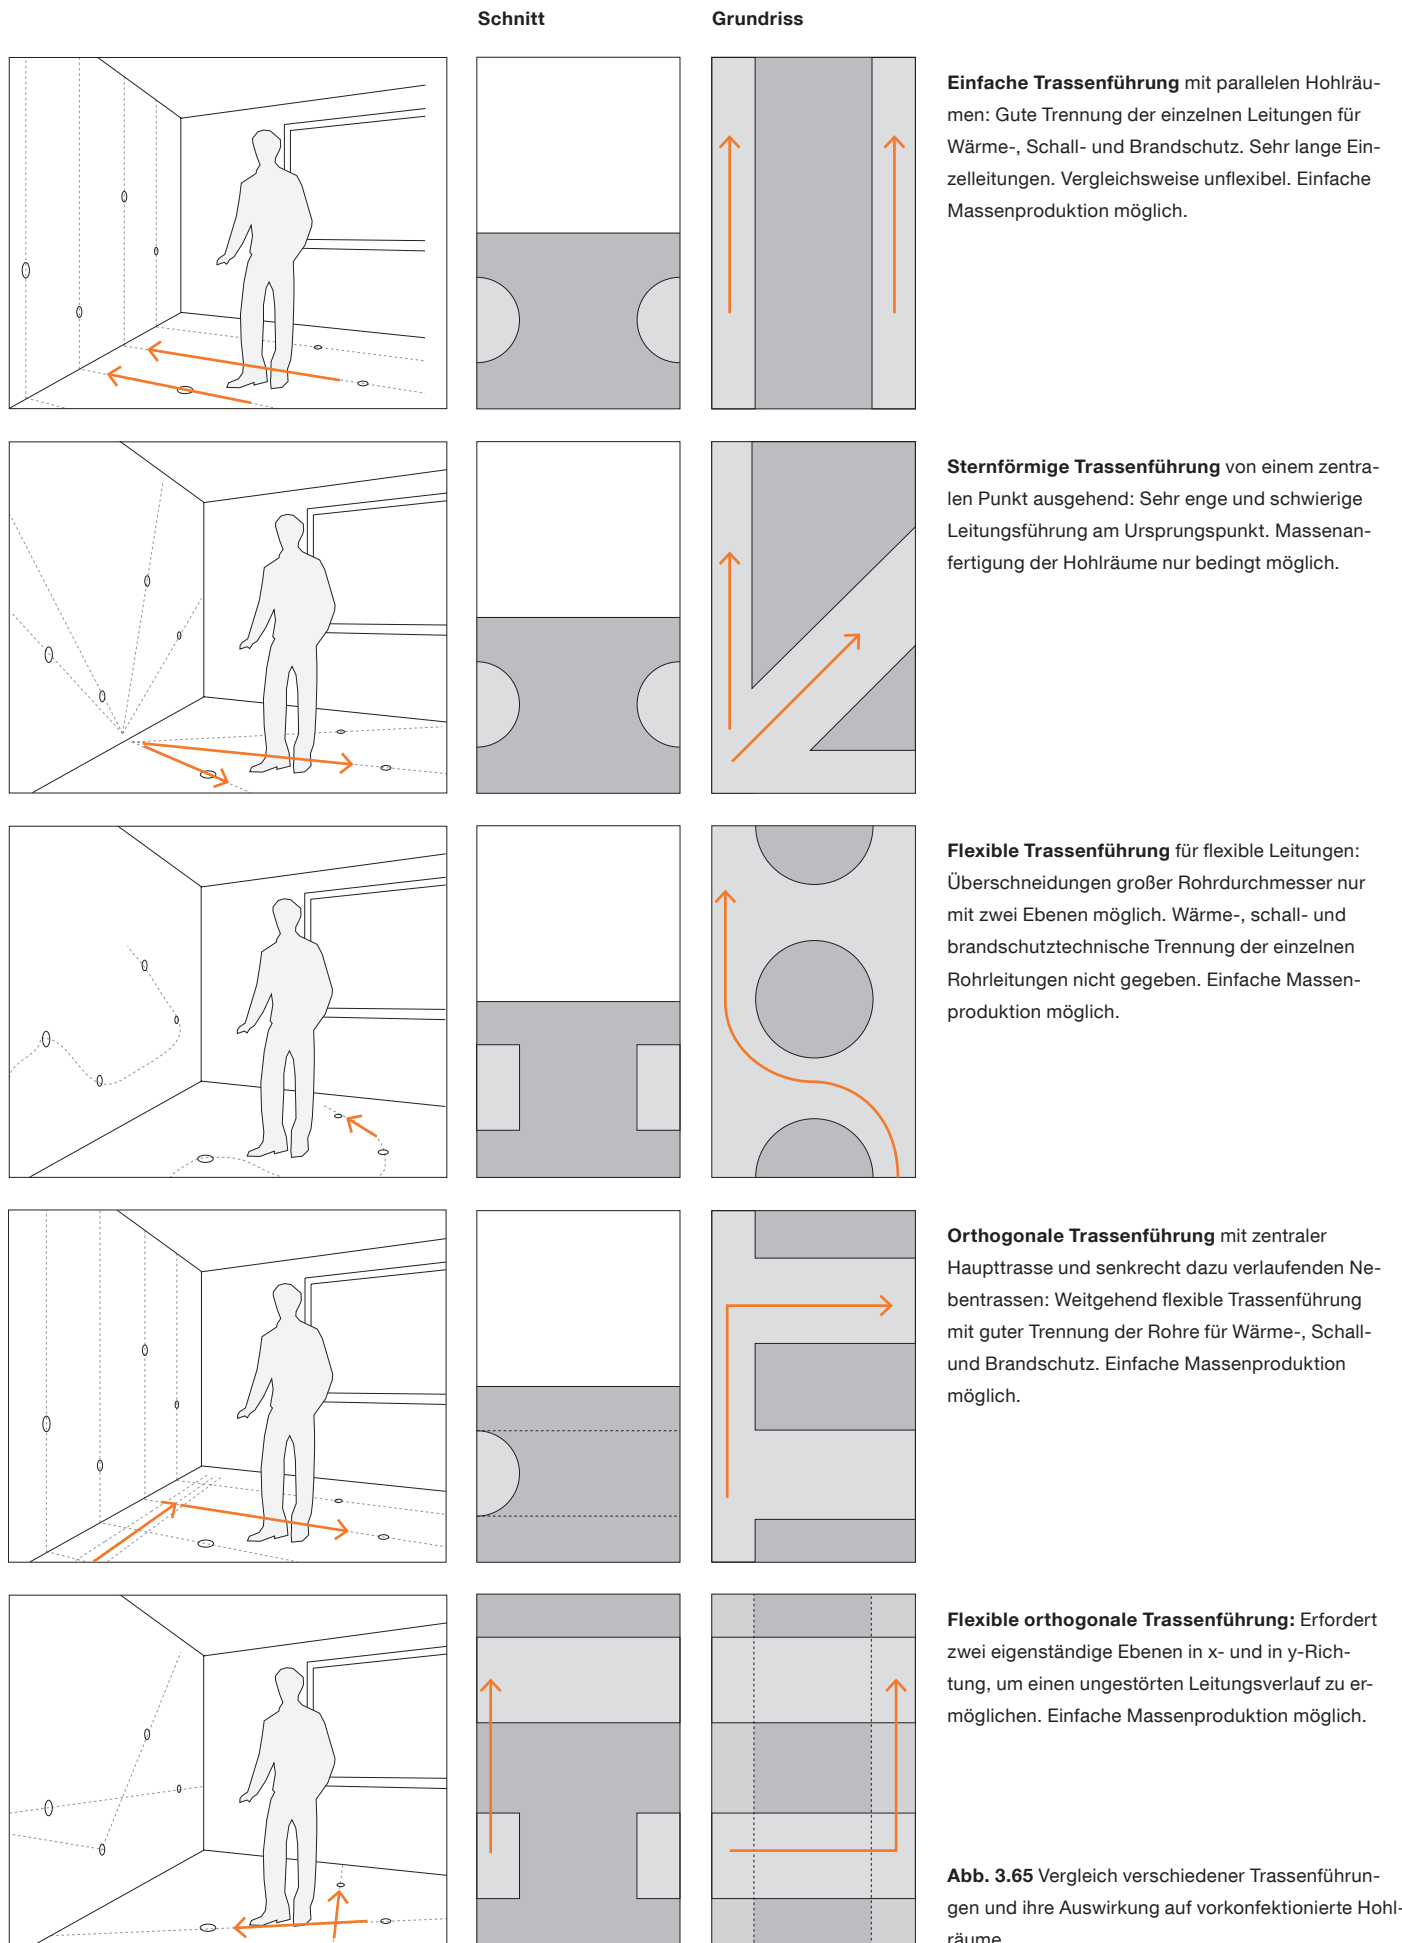 Schnitt
Grundriss
Einfache Trassenführung mit parallelen Hohlräu-
men: Gute Trennung der einzelnen Leitungen für
Wärme-, Schall- und Brandschutz. Sehr lange Ein-
zelleitungen. Vergleichsweise unflexibel. Einfache
Massenproduktion möglich.
Sternförmige Trassenführung von einem zentra-
len Punkt ausgehend: Sehr enge und schwierige
Leitungsführung am Ursprungspunkt. Massenan-
fertigung der Hohlräume nur bedingt möglich.
Flexible Trassenführung für flexible Leitungen:
Überschneidungen großer Rohrdurchmesser nur
mit zwei Ebenen möglich. Wärme-, schall- und
brandschutztechnische Trennung der einzelnen
Rohrleitungen nicht gegeben. Einfache Massen-
produktion möglich.
Orthogonale Trassenführung mit zentraler
Haupttrasse und senkrecht dazu verlaufenden Ne-
bentrassen: Weitgehend flexible Trassenführung
mit guter Trennung der Rohre für Wärme-, Schall-
und Brandschutz. Einfache Massenproduktion
möglich.
Flexible orthogonale Trassenführung: Erfordert
zwei eigenständige Ebenen in x- und in y-Rich-
tung, um einen ungestörten Leitungsverlauf zu er-
möglichen. Einfache Massenproduktion möglich.
Abb. 3.65 Vergleich verschiedener Trassenführun-
gen und ihre Auswirkung auf vorkonfektionierte Hohl-
räume